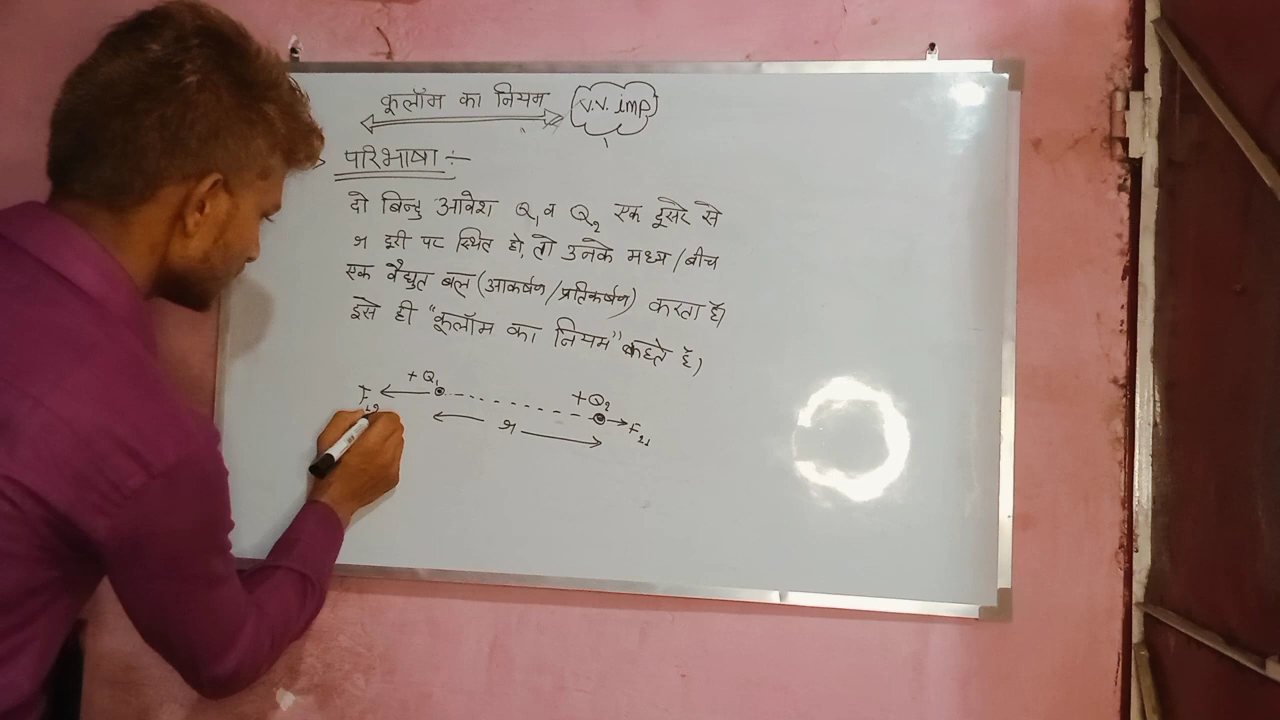 कूलॉम का नियम V.V. imp
परिभाषा :-
दो बिन्दु आवेश Q₁ व Q₂ एक दूसरे से
r दूरी पर स्थित हो, तो उनके मध्य/बीच
एक वैद्युत बल (आकर्षण/प्रतिकर्षण) करता है।
इसे ही "कूलॉम का नियम" कहते है।
+Q₁ +Q₂
F₁₂ F₂₁
r